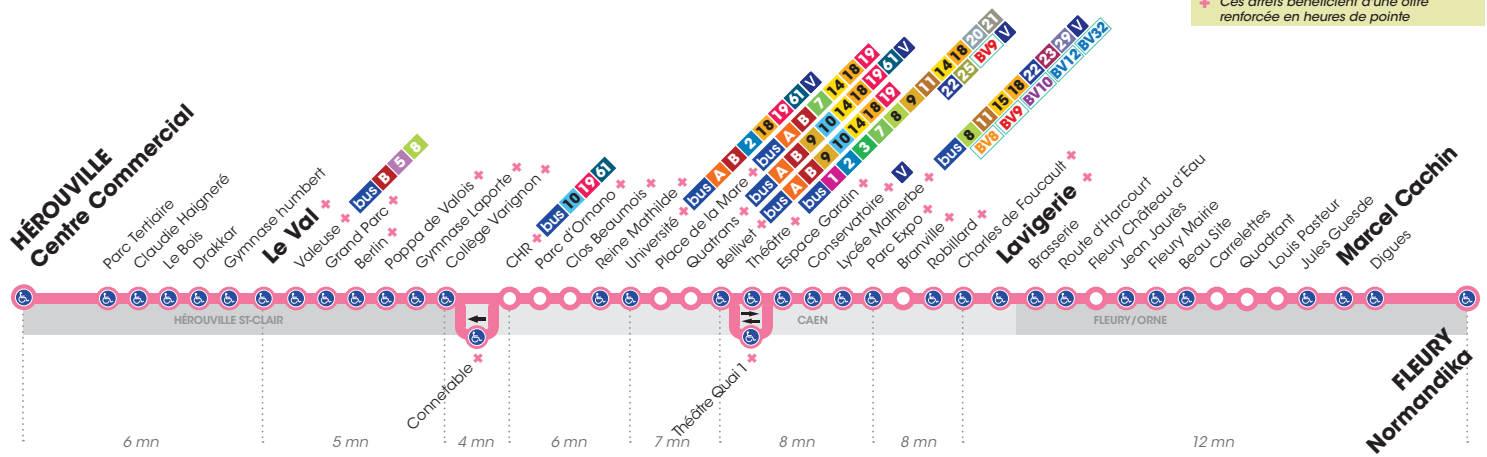 + Ces arrêts bénéficient d'une offre
renforcée en heures de pointe
HÉROUVILLE
Centre Commercial
Parc Tertiaire
Claudie Haigneré
Le Bois
Drakkar
Gymnase humbert
Le Val
Valeuse
bus B 5 8
Grand Parc
Berlin
Poppa de Valois
Gymnase Laporte
Collège Varignon
CHR
bus 10 19 61
Parc d'Ornano
Clos Beaumois
Reine Mathilde
Université
bus A B 2 18 19 61 V
Place de la Mare
bus A B 7 14 18 19
Quatrans
bus A B 9 10 14 18 19 61 V
Bellivet
bus A B 9 10 14 18 19
Théâtre
bus 1 2 3 7 8 9 11 14 18 20 21
22 25 BV9 V
Espace Gardin
Conservatoire
V
Lycée Malherbe
bus 8 11 15 18 22 23 29 V
BV8 BV9 BV10 BV12 BV32
Parc Expo
Branville
Robillard
Charles de Foucault
Lavigerie
Brasserie
Route d'Harcourt
Fleury Château d'Eau
Jean Jaurès
Fleury Mairie
Beau Site
Carrelettes
Quadrant
Louis Pasteur
Jules Guesde
Marcel Cachin
Digues
HÉROUVILLE ST-CLAIR
CAEN
FLEURY/ORNE
Connetable
Théâtre Quai 1
FLEURY
Normandika
6 mn
5 mn
4 mn
6 mn
7 mn
8 mn
8 mn
12 mn